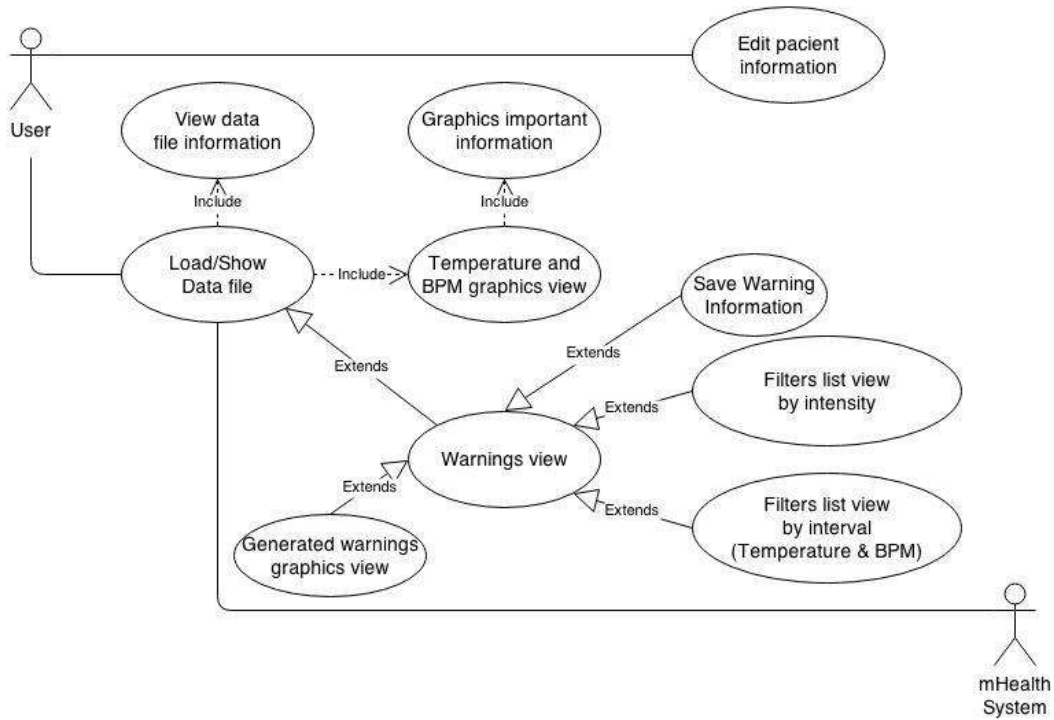 Edit pacient
information
User
View data
file information
Graphics important
information
Include
Include
Load/Show
Data file
Include
Temperature and
BPM graphics view
Save Warning
Information
Extends
Extends
Filters list view
by intensity
Extends
Warnings view
Extends
Extends
Filters list view
by interval
(Temperature & BPM)
Generated warnings
graphics view
mHealth
System